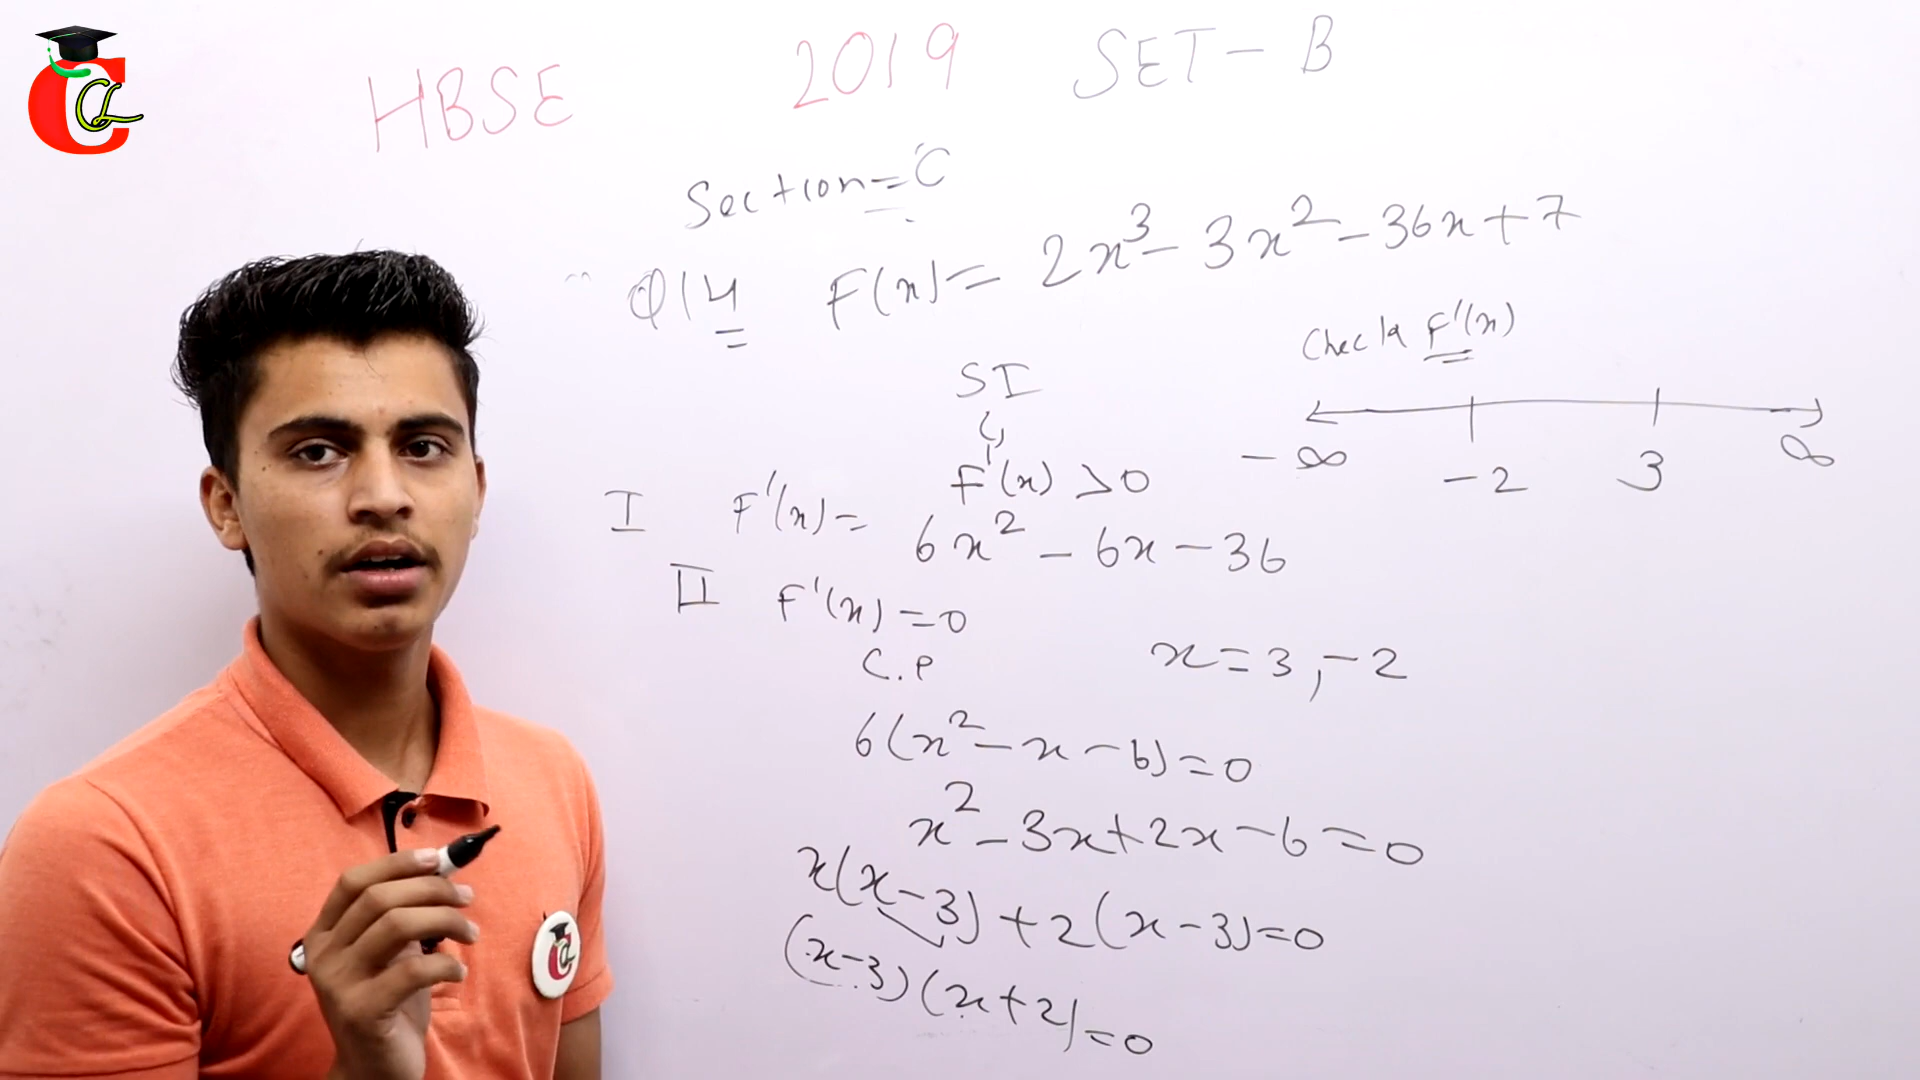 HBSE 2019 SET-B
Section=C
Q14 F(x)= 2x³-3x²-36x+7
Check F'(x)
SI
F'(x) >0
-∞ -2 3 ∞
I F'(x)= 6x²-6x-36
II F'(x)=0
C.P x=3,-2
6(x²-x-6)=0
x²-3x+2x-6=0
x(x-3)+2(x-3)=0
(x-3)(x+2)=0